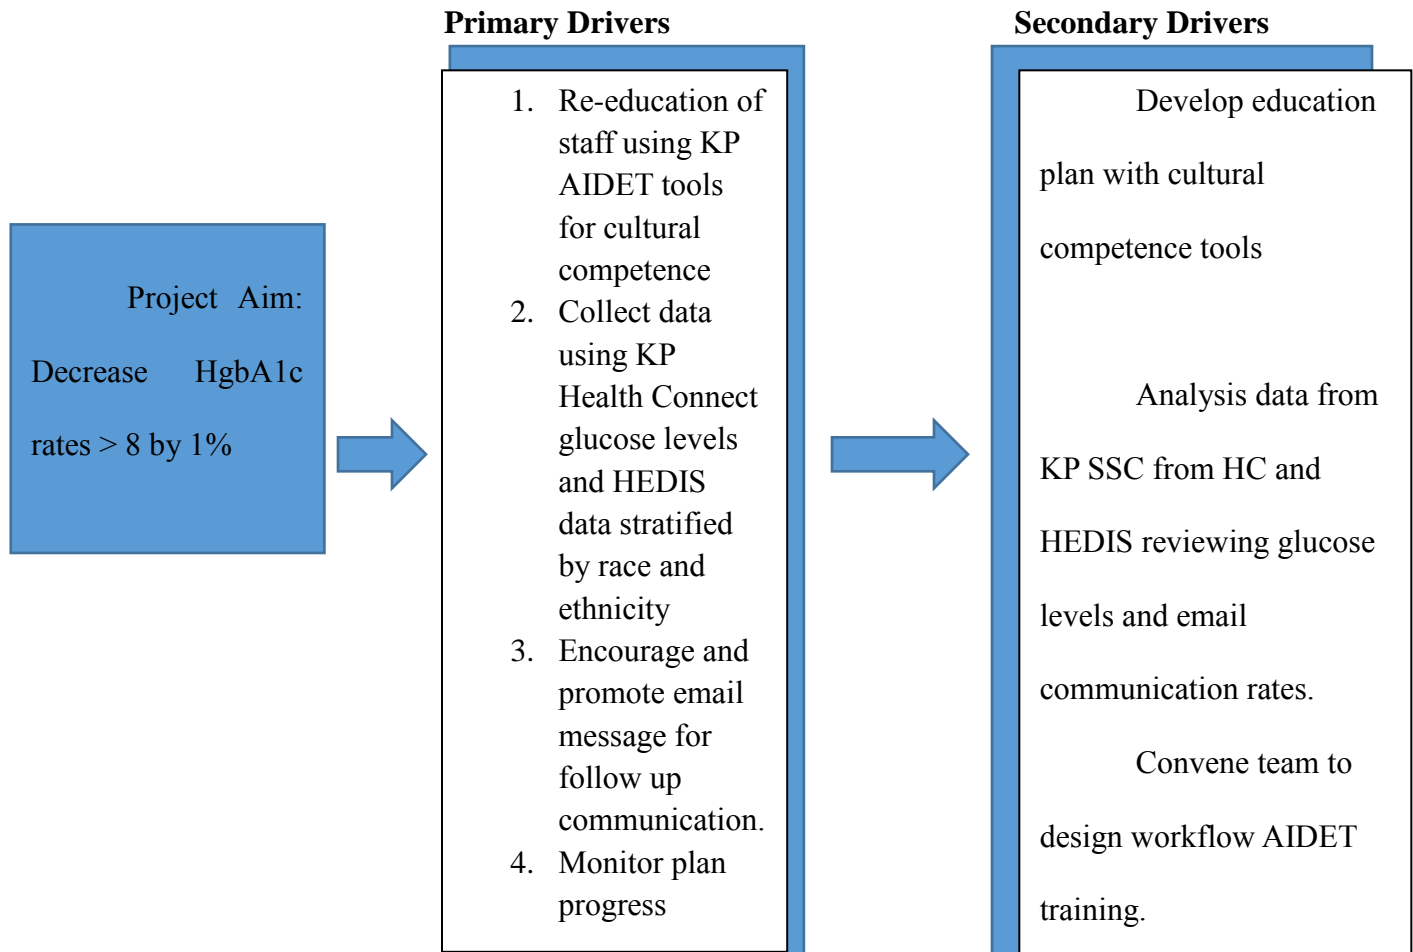 Primary Drivers
Secondary Drivers
Project Aim:
Decrease HgbA1c
rates > 8 by 1%
1. Re-education of
staff using KP
AIDET tools
for cultural
competence
2. Collect data
using KP
Health Connect
glucose levels
and HEDIS
data stratified
by race and
ethnicity
3. Encourage and
promote email
message for
follow up
communication.
4. Monitor plan
progress
Develop education
plan with cultural
competence tools
Analysis data from
KP SSC from HC and
HEDIS reviewing glucose
levels and email
communication rates.
Convene team to
design workflow AIDET
training.